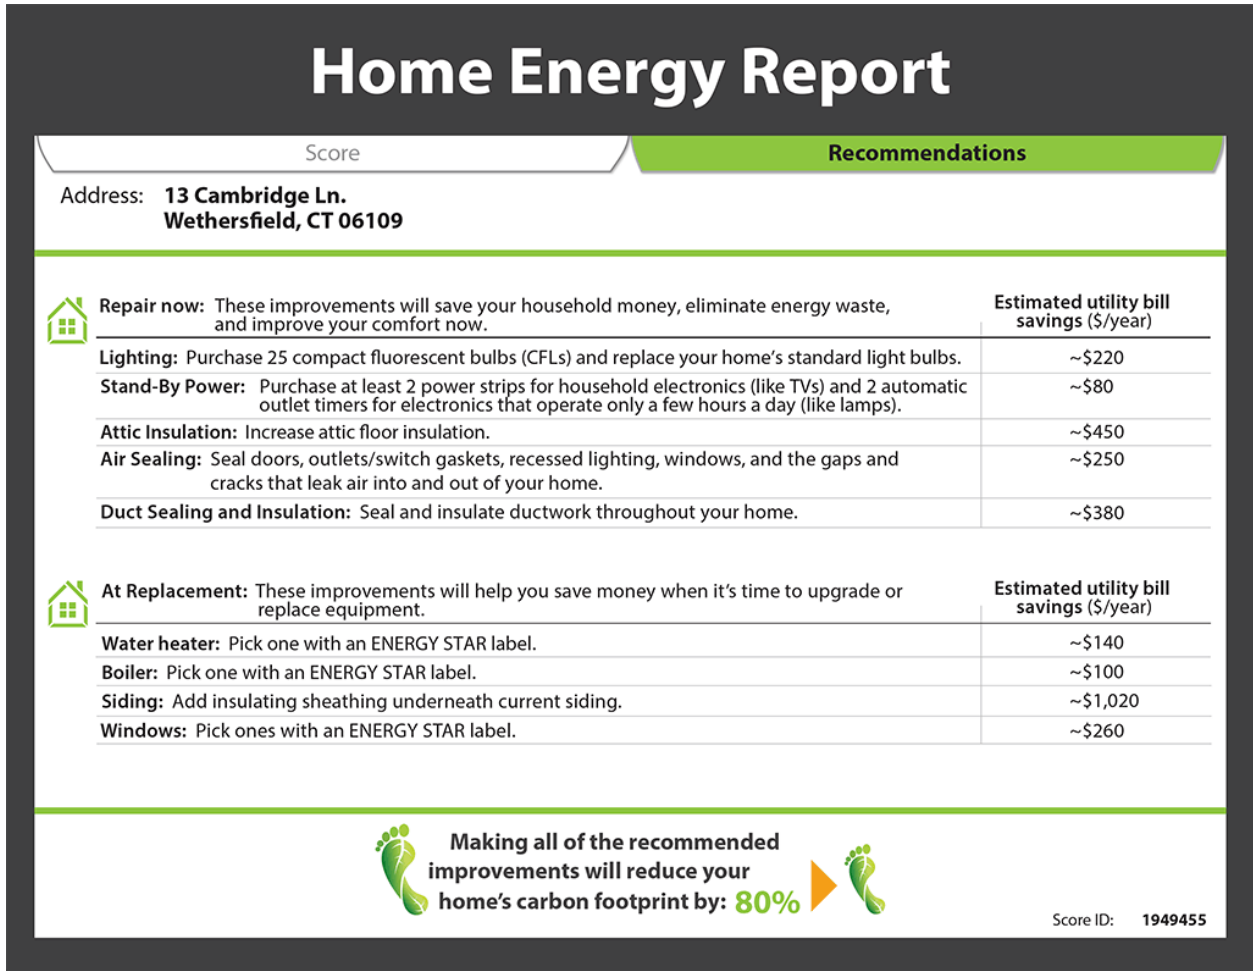 Home Energy Report
Score
Recommendations
Address: 13 Cambridge Ln.
Wethersfield, CT 06109
Repair now: These improvements will save your household money, eliminate energy waste,
and improve your comfort now.
Estimated utility bill
savings ($/year)
Lighting: Purchase 25 compact fluorescent bulbs (CFLs) and replace your home’s standard light bulbs. ~$220
Stand-By Power: Purchase at least 2 power strips for household electronics (like TVs) and 2 automatic ~$80
outlet timers for electronics that operate only a few hours a day (like lamps).
Attic Insulation: Increase attic floor insulation. ~$450
Air Sealing: Seal doors, outlets/switch gaskets, recessed lighting, windows, and the gaps and ~$250
cracks that leak air into and out of your home.
Duct Sealing and Insulation: Seal and insulate ductwork throughout your home. ~$380
At Replacement: These improvements will help you save money when it’s time to upgrade or
replace equipment.
Estimated utility bill
savings ($/year)
Water heater: Pick one with an ENERGY STAR label. ~$140
Boiler: Pick one with an ENERGY STAR label. ~$100
Siding: Add insulating sheathing underneath current siding. ~$1,020
Windows: Pick ones with an ENERGY STAR label. ~$260
Making all of the recommended
improvements will reduce your
home’s carbon footprint by: 80%
Score ID: 1949455